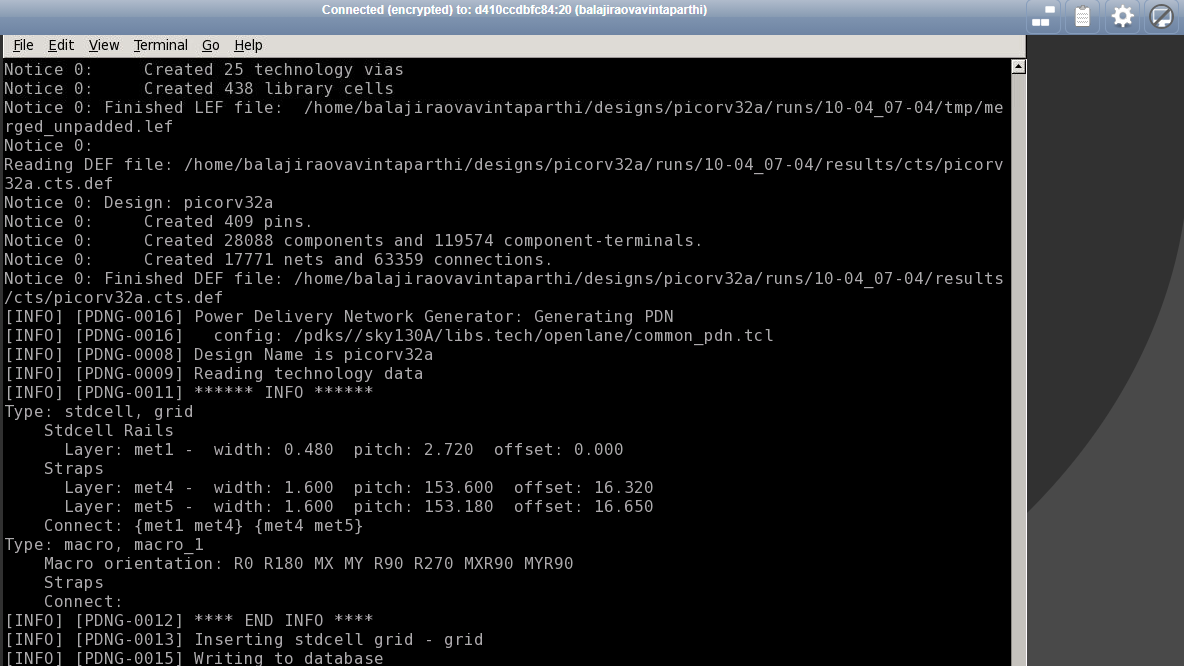 Connected (encrypted) to: d410ccdbfc84:20 (balajiraovavintaparthi)
File Edit View Terminal Go Help
Notice 0:     Created 25 technology vias
Notice 0:     Created 438 library cells
Notice 0: Finished LEF file:  /home/balajiraovavintaparthi/designs/picorv32a/runs/10-04_07-04/tmp/me
rged_unpadded.lef
Notice 0:
Reading DEF file: /home/balajiraovavintaparthi/designs/picorv32a/runs/10-04_07-04/results/cts/picorv
32a.cts.def
Notice 0: Design: picorv32a
Notice 0:     Created 409 pins.
Notice 0:     Created 28088 components and 119574 component-terminals.
Notice 0:     Created 17771 nets and 63359 connections.
Notice 0: Finished DEF file: /home/balajiraovavintaparthi/designs/picorv32a/runs/10-04_07-04/results
/cts/picorv32a.cts.def
[INFO] [PDNG-0016] Power Delivery Network Generator: Generating PDN
[INFO] [PDNG-0016]   config: /pdks//sky130A/libs.tech/openlane/common_pdn.tcl
[INFO] [PDNG-0008] Design Name is picorv32a
[INFO] [PDNG-0009] Reading technology data
[INFO] [PDNG-0011] ****** INFO ******
Type: stdcell, grid
    Stdcell Rails
      Layer: met1 -  width: 0.480  pitch: 2.720  offset: 0.000
    Straps
      Layer: met4 -  width: 1.600  pitch: 153.600  offset: 16.320
      Layer: met5 -  width: 1.600  pitch: 153.180  offset: 16.650
    Connect: {met1 met4} {met4 met5}
Type: macro, macro_1
    Macro orientation: R0 R180 MX MY R90 R270 MXR90 MYR90
    Straps
    Connect:
[INFO] [PDNG-0012] **** END INFO ****
[INFO] [PDNG-0013] Inserting stdcell grid - grid
[INFO] [PDNG-0015] Writing to database